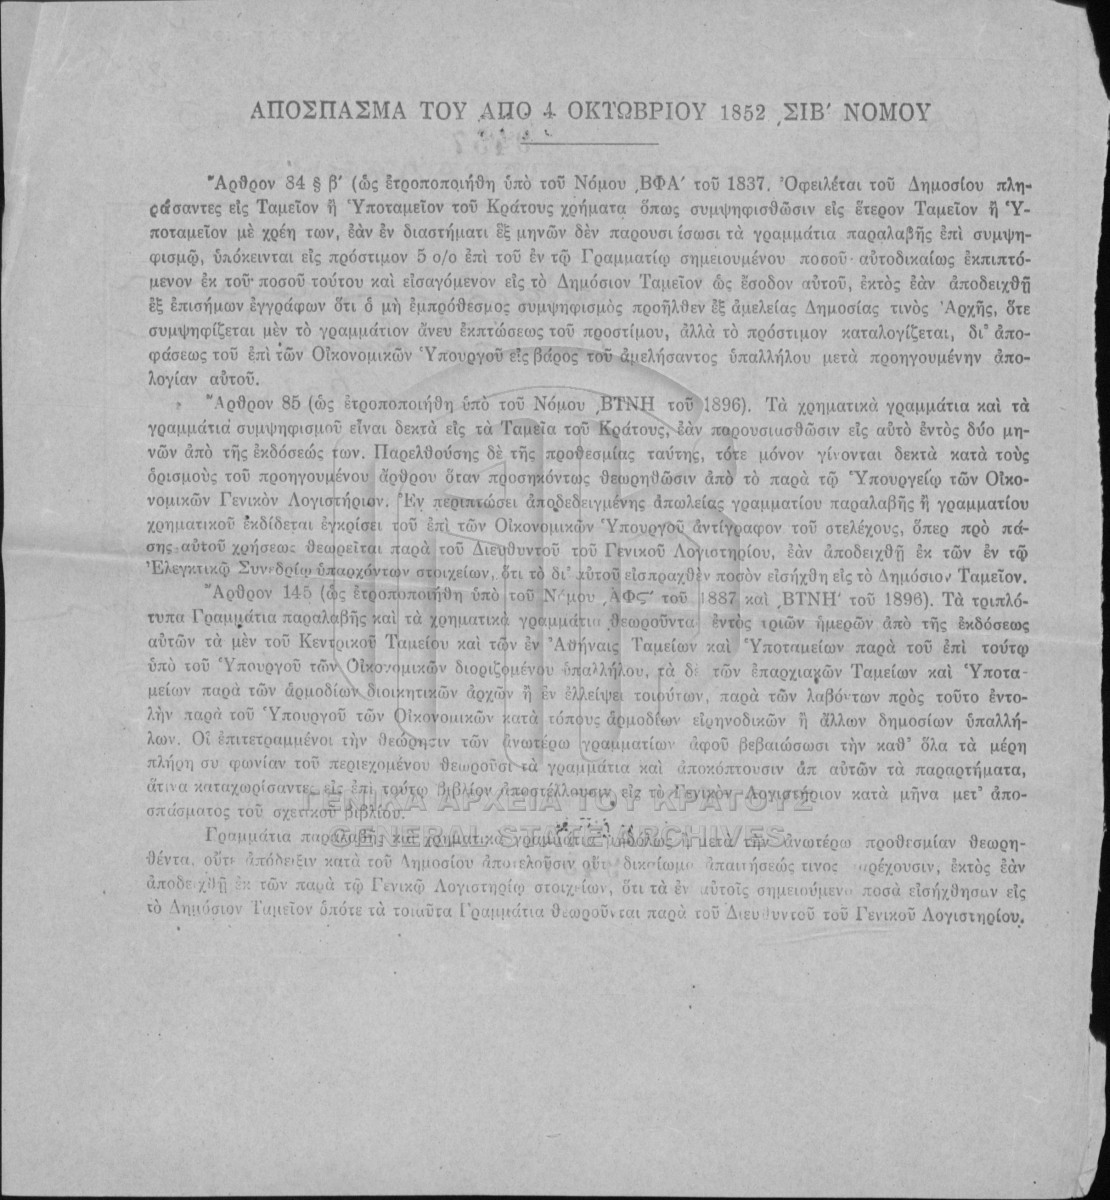 ΑΠΟΣΠΑΣΜΑ ΤΟΥ ΑΠΟ 4 ΟΚΤΩΒΡΙΟΥ 1852 ͵ΣΙΒʹ ΝΟΜΟΥ
Ἄρθρον 84 § βʹ (ὡς ἐτροποποιήθη ὑπὸ τοῦ Νόμου ͵ΒΦΑʹ τοῦ 1837. Ὀφειλέται τοῦ Δημοσίου πλη-
ρώσαντες εἰς Ταμεῖον ἢ Ὑποταμεῖον τοῦ Κράτους χρήματα ὅπως συμψηφισθῶσιν εἰς ἕτερον Ταμεῖον ἢ Ὑ-
ποταμεῖον μὲ χρέη των, ἐὰν ἐν διαστήματι ἓξ μηνῶν δὲν παρουσιίσωσι τὰ γραμμάτια παραλαβῆς ἐπὶ συμψη-
φισμῷ, ὑπόκεινται εἰς πρόστιμον 5 ο/ο ἐπὶ τοῦ ἐν τῷ Γραμματίῳ σημειουμένου ποσοῦ· αὐτοδικαίως ἐκπιπτό-
μενον ἐκ τοῦ ποσοῦ τούτου καὶ εἰσαγόμενον εἰς τὸ Δημόσιον Ταμεῖον ὡς ἔσοδον αὐτοῦ, ἐκτὸς ἐὰν ἀποδειχθῇ
ἐξ ἐπισήμων ἐγγράφων ὅτι ὁ μὴ ἐμπρόθεσμος συμψηφισμὸς προῆλθεν ἐξ ἀμελείας Δημοσίας τινὸς Ἀρχῆς, ὅτε
συμψηφίζεται μὲν τὸ γραμμάτιον ἄνευ ἐκπτώσεως τοῦ προστίμου, ἀλλὰ τὸ πρόστιμον καταλογίζεται, δι' ἀπο-
φάσεως τοῦ ἐπὶ τῶν Οἰκονομικῶν Ὑπουργοῦ εἰς βάρος τοῦ ἀμελήσαντος ὑπαλλήλου μετὰ προηγουμένην ἀπο-
λογίαν αὐτοῦ.
Ἄρθρον 85 (ὡς ἐτροποποιήθη ὑπὸ τοῦ Νόμου ͵ΒΤΝΗ τοῦ 1896). Τὰ χρηματικὰ γραμμάτια καὶ τὰ
γραμμάτια συμψηφισμοῦ εἶναι δεκτὰ εἰς τὰ Ταμεῖα τοῦ Κράτους, ἐὰν παρουσιασθῶσιν εἰς αὐτὸ ἐντὸς δύο μη-
νῶν ἀπὸ τῆς ἐκδόσεώς των. Παρελθούσης δὲ τῆς προθεσμίας ταύτης, τότε μόνον γίνονται δεκτὰ κατὰ τοὺς
ὁρισμοὺς τοῦ προηγουμένου ἄρθρου ὅταν προσηκόντως θεωρηθῶσιν ἀπὸ τὸ παρὰ τῷ Ὑπουργείῳ τῶν Οἰκο-
νομικῶν Γενικὸν Λογιστήριον. Ἐν περιπτώσει ἀποδεδειγμένης ἀπωλείας γραμματίου παραλαβῆς ἢ γραμματίου
χρηματικοῦ ἐκδίδεται ἐγκρίσει τοῦ ἐπὶ τῶν Οἰκονομικῶν Ὑπουργοῦ ἀντίγραφον τοῦ στελέχους, ὅπερ πρὸ πά-
σης αὐτοῦ χρήσεως θεωρεῖται παρὰ τοῦ Διευθυντοῦ τοῦ Γενικοῦ Λογιστηρίου, ἐὰν ἀποδειχθῇ ἐκ τῶν ἐν τῷ
Ἐλεγκτικῷ Συνεδρίῳ ὑπαρχόντων στοιχείων, ὅτι τὸ δι' αὐτοῦ εἰσπραχθὲν ποσὸν εἰσήχθη εἰς τὸ Δημόσιον Ταμεῖον.
Ἄρθρον 145 (ὡς ἐτροποποιήθη ὑπὸ τοῦ Νόμου ͵ΑΦϚʹ τοῦ 1887 καὶ ͵ΒΤΝΗʹ τοῦ 1896). Τὰ τριπλό-
τυπα Γραμμάτια παραλαβῆς καὶ τὰ χρηματικὰ γραμμάτια θεωροῦνται ἐντὸς τριῶν ἡμερῶν ἀπὸ τῆς ἐκδόσεως
αὐτῶν τὰ μὲν τοῦ Κεντρικοῦ Ταμείου καὶ τῶν ἐν Ἀθήναις Ταμείων καὶ Ὑποταμείων παρὰ τοῦ ἐπὶ τούτῳ
ὑπὸ τοῦ Ὑπουργοῦ τῶν Οἰκονομικῶν διοριζομένου ὑπαλλήλου, τὰ δὲ τῶν ἐπαρχιακῶν Ταμείων καὶ Ὑποτα-
μείων παρὰ τῶν ἁρμοδίων διοικητικῶν ἀρχῶν ἢ ἐν ἐλλείψει τοιούτων, παρὰ τῶν λαβόντων πρὸς τοῦτο ἐντο-
λὴν παρὰ τοῦ Ὑπουργοῦ τῶν Οἰκονομικῶν κατὰ τόπους ἁρμοδίων εἰρηνοδικῶν ἢ ἄλλων δημοσίων ὑπαλλή-
λων. Οἱ ἐπιτετραμμένοι τὴν θεώρησιν τῶν ἀνωτέρω γραμματίων ἀφοῦ βεβαιώσωσι τὴν καθ' ὅλα τὰ μέρη
πλήρη συ φωνίαν τοῦ περιεχομένου θεωροῦσι τὰ γραμμάτια καὶ ἀποκόπτουσιν ἀπ αὐτῶν τὰ παραρτήματα,
ἅτινα καταχωρίσαντες εἰς ἐπὶ τούτῳ βιβλίον ἀποστέλλουσιν εἰς τὸ Γενικὸν Λογιστήριον κατὰ μῆνα μετ' ἀπο-
σπάσματος τοῦ σχετικοῦ βιβλίου.
ΓΕΝΙΚΑ ΑΡΧΕΙΑ ΤΟΥ ΚΡΑΤΟΥΣ
GENERAL STATE ARCHIVES
Γραμμάτια παραλαβῆς καὶ χρηματικὰ γραμμάτια ἢ μετὰ τὴν ἀνωτέρω προθεσμίαν θεωρη-
θέντα, οὔτε ἀπόδειξιν κατὰ τοῦ Δημοσίου ἀποτελοῦσιν οὔτε δικαίωμα ἀπαιτήσεώς τινος παρέχουσιν, ἐκτὸς ἐὰν
ἀποδειχθῇ ἐκ τῶν παρὰ τῷ Γενικῷ Λογιστηρίῳ στοιχείων, ὅτι τὰ ἐν αὐτοῖς σημειούμενα ποσὰ εἰσήχθησαν εἰς
τὸ Δημόσιον Ταμεῖον ὁπότε τὰ τοιαῦτα Γραμμάτια θεωροῦνται παρὰ τοῦ Διευθυντοῦ τοῦ Γενικοῦ Λογιστηρίου.